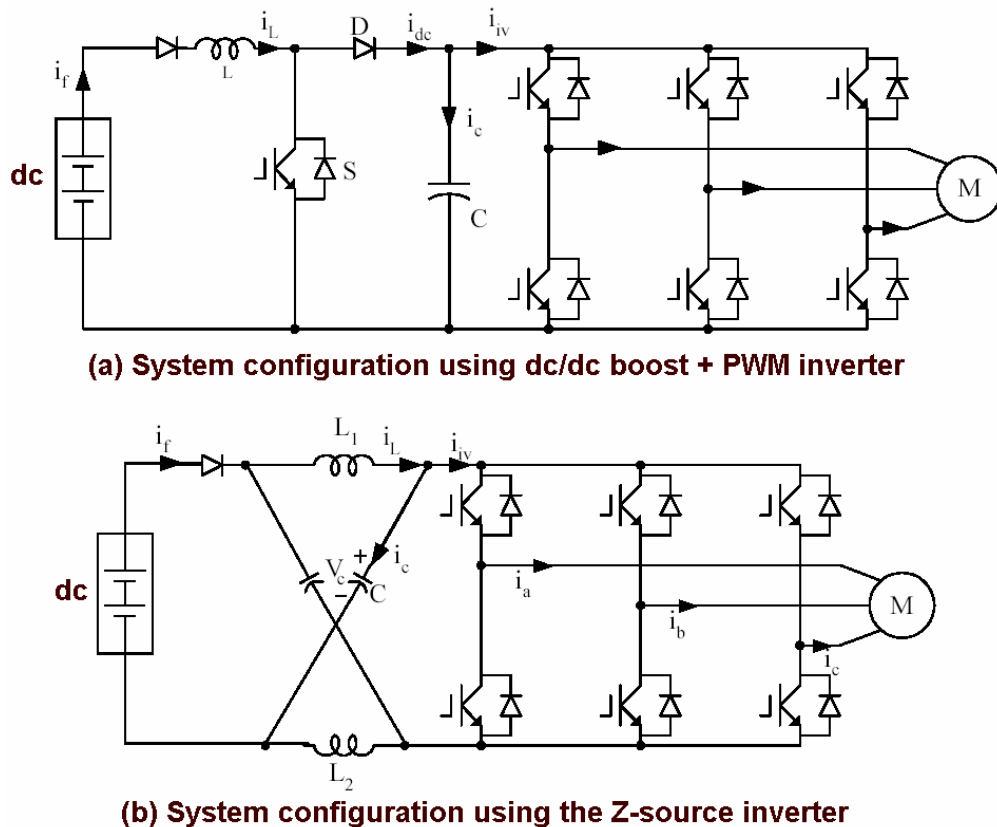 i_f
i_L
L
D
i_dc
i_iv
dc
S
i_c
C
M
(a) System configuration using dc/dc boost + PWM inverter
i_f
L_1
i_L
i_iv
dc
+
V_c
-
C
i_c
i_a
i_b
i_c
M
L_2
(b) System configuration using the Z-source inverter